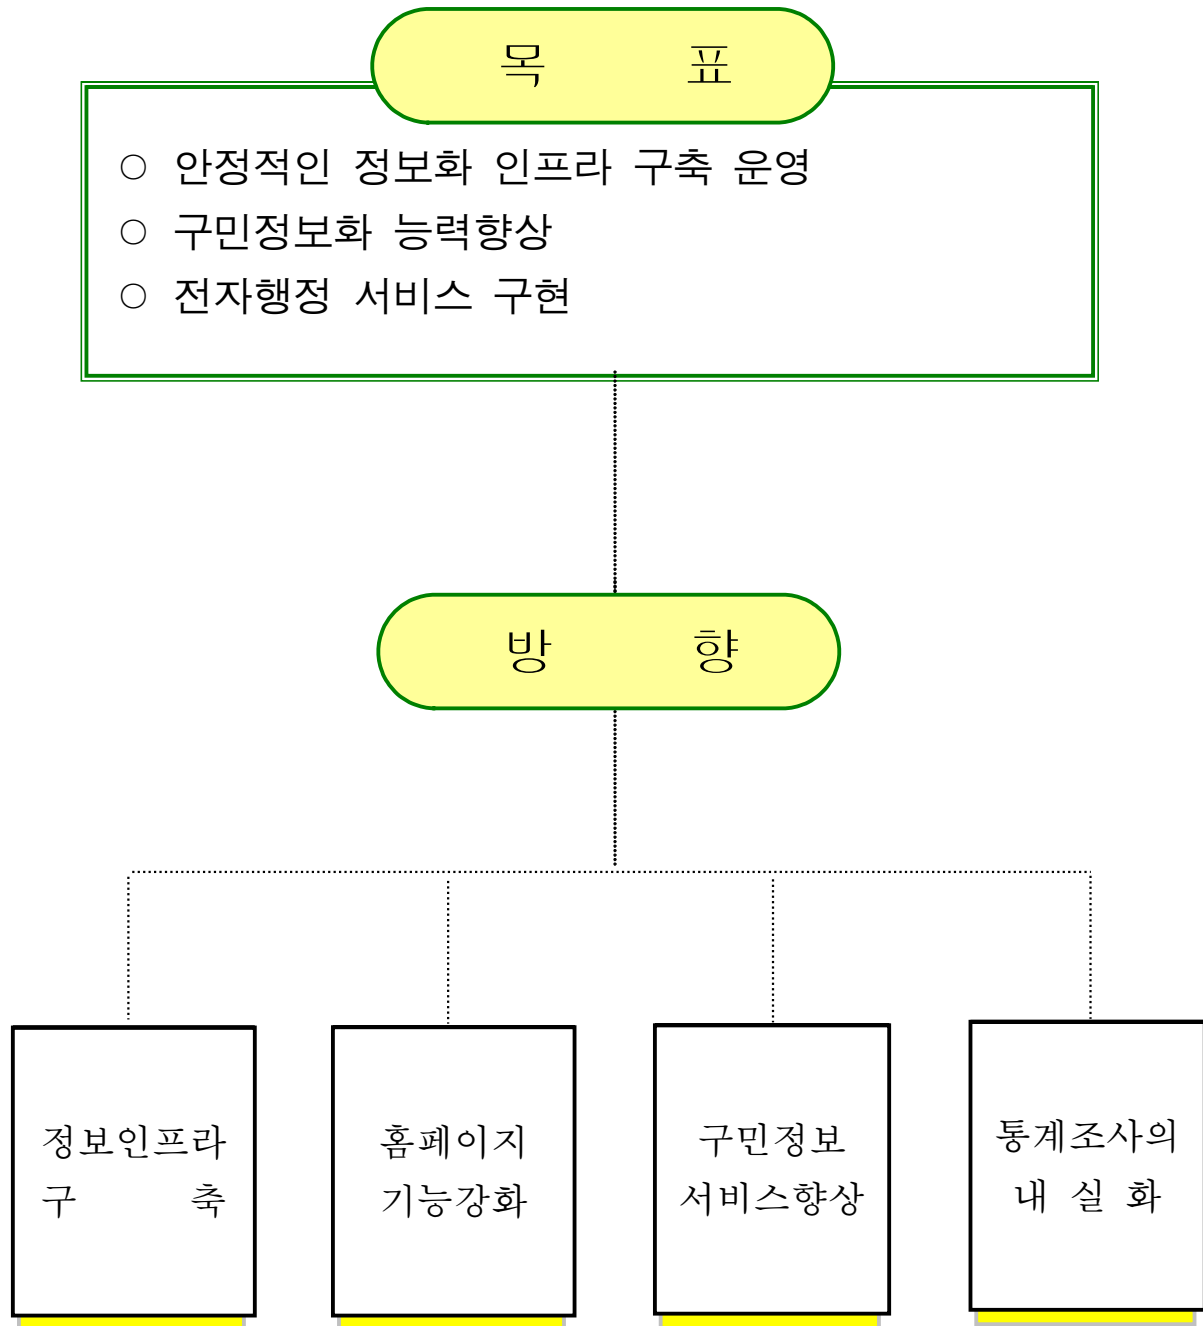 목 표
○ 안정적인 정보화 인프라 구축 운영
○ 구민정보화 능력향상
○ 전자행정 서비스 구현
방 향
정보인프라
구 축
홈페이지
기능강화
구민정보
서비스향상
통계조사의
내 실 화